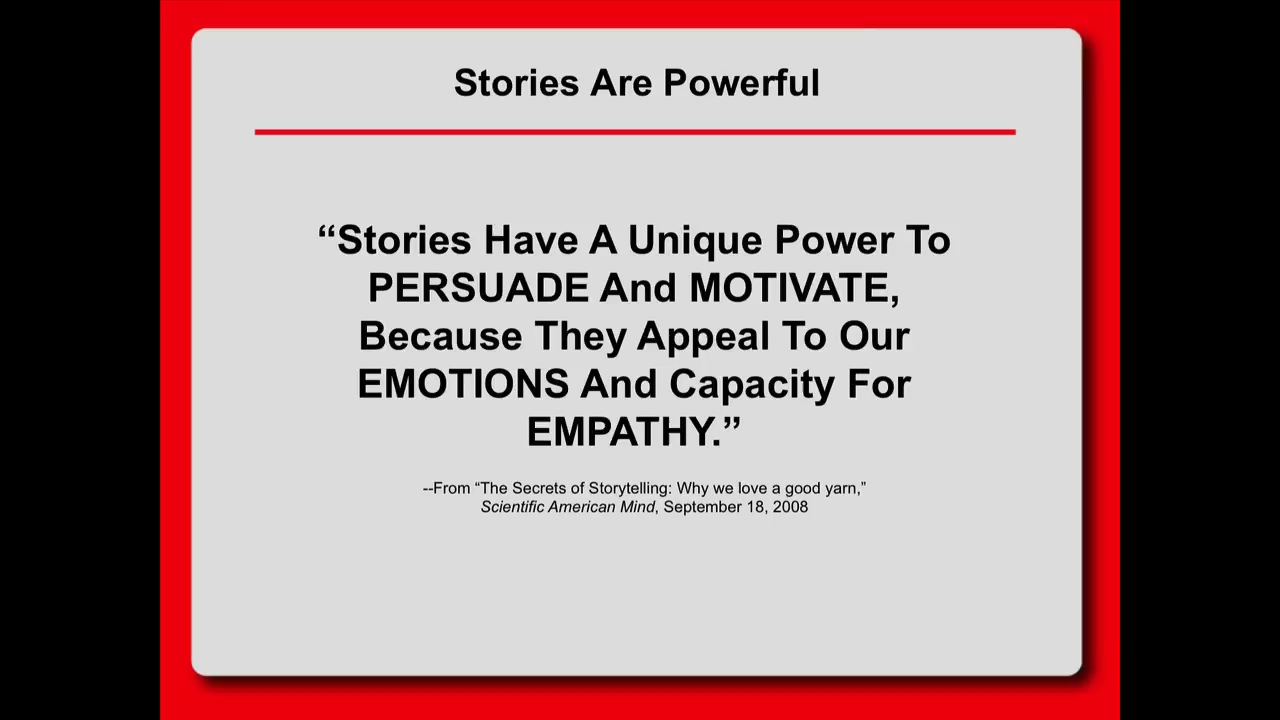 Stories Are Powerful
“Stories Have A Unique Power To
PERSUADE And MOTIVATE,
Because They Appeal To Our
EMOTIONS And Capacity For
EMPATHY.”
--From “The Secrets of Storytelling: Why we love a good yarn,”
Scientific American Mind, September 18, 2008